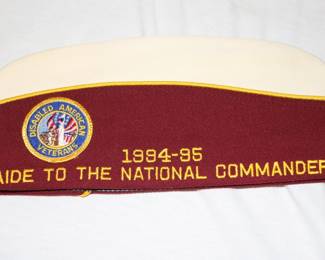 DISABLED AMERICAN
VETERANS
1994-95
AIDE TO THE NATIONAL COMMANDER